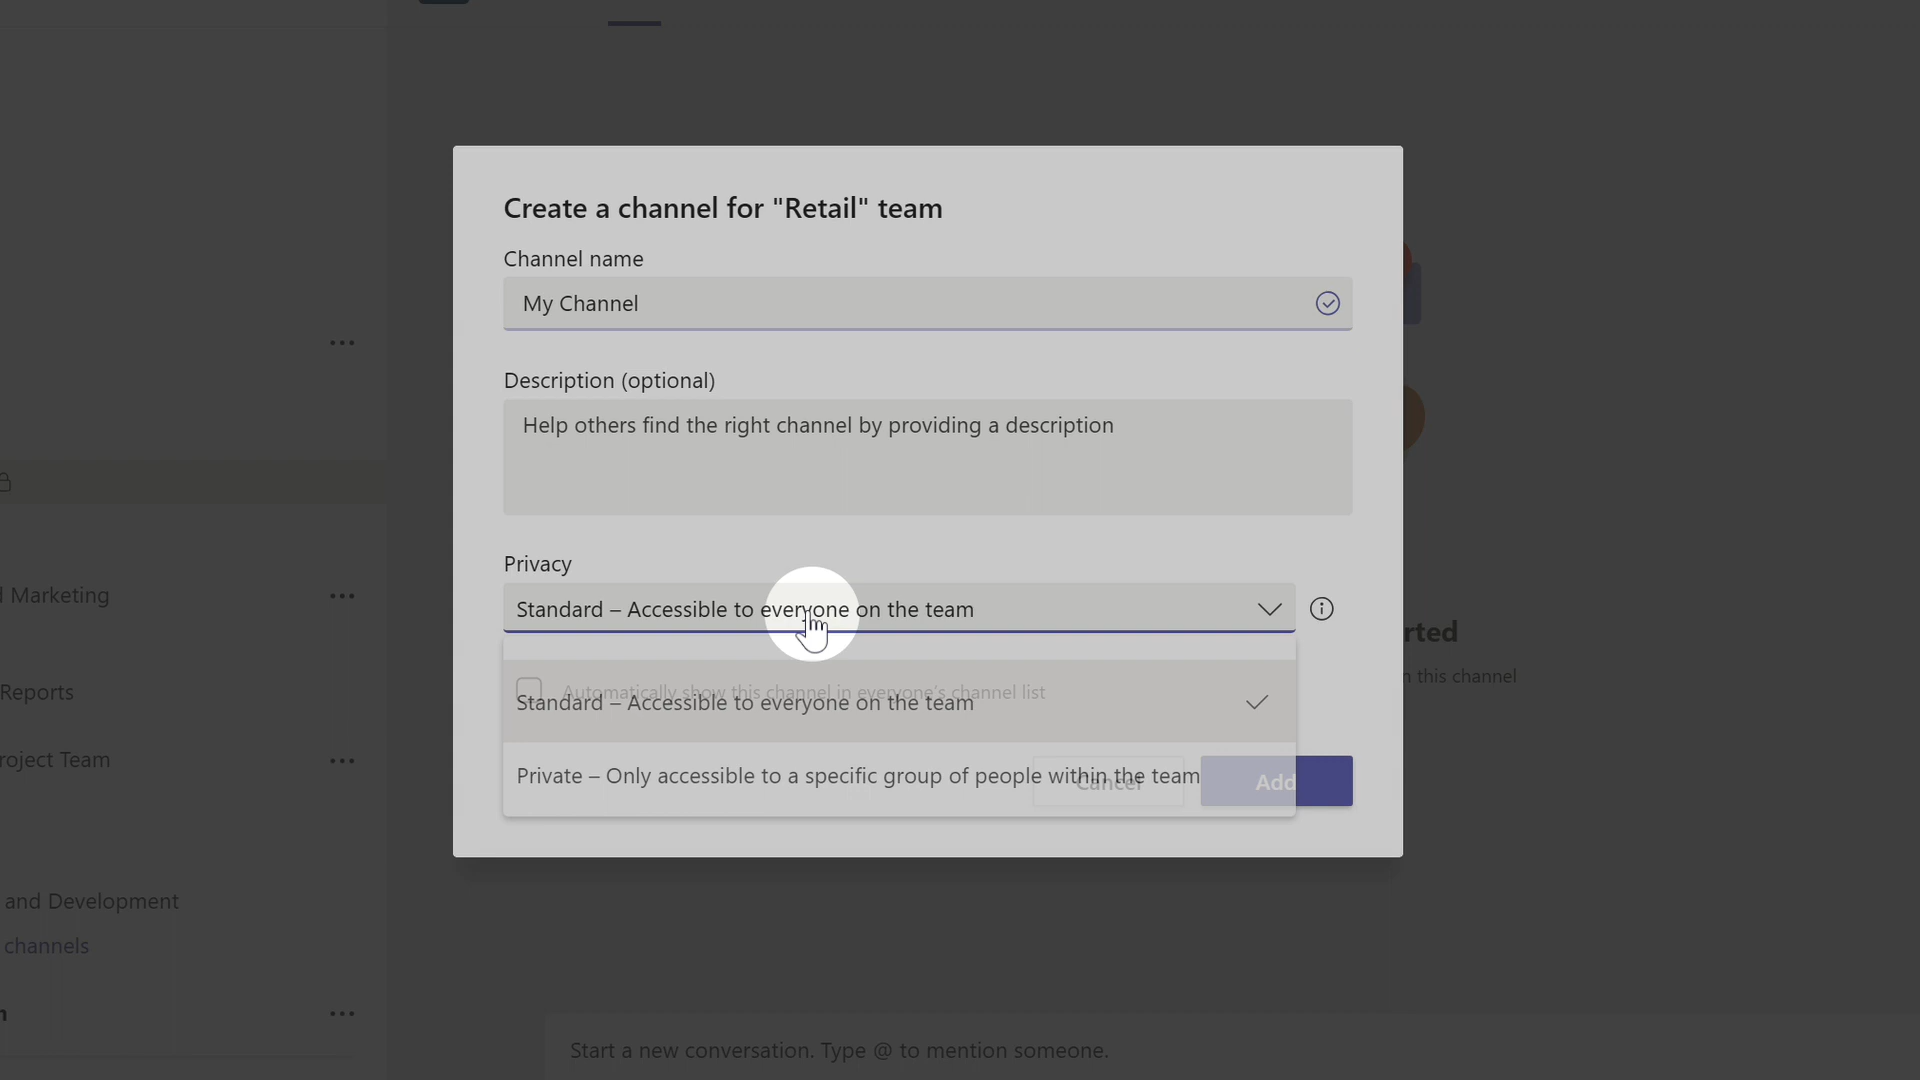 Create a channel for "Retail" team
Channel name
My Channel
Description (optional)
Help others find the right channel by providing a description
Privacy
Standard – Accessible to everyone on the team
Automatically show this channel in everyone's channel list
Standard – Accessible to everyone on the team
Private – Only accessible to a specific group of people within the team
Cancel
Add
Marketing
Reports
roject Team
and Development
channels
rted
n this channel
Start a new conversation. Type @ to mention someone.